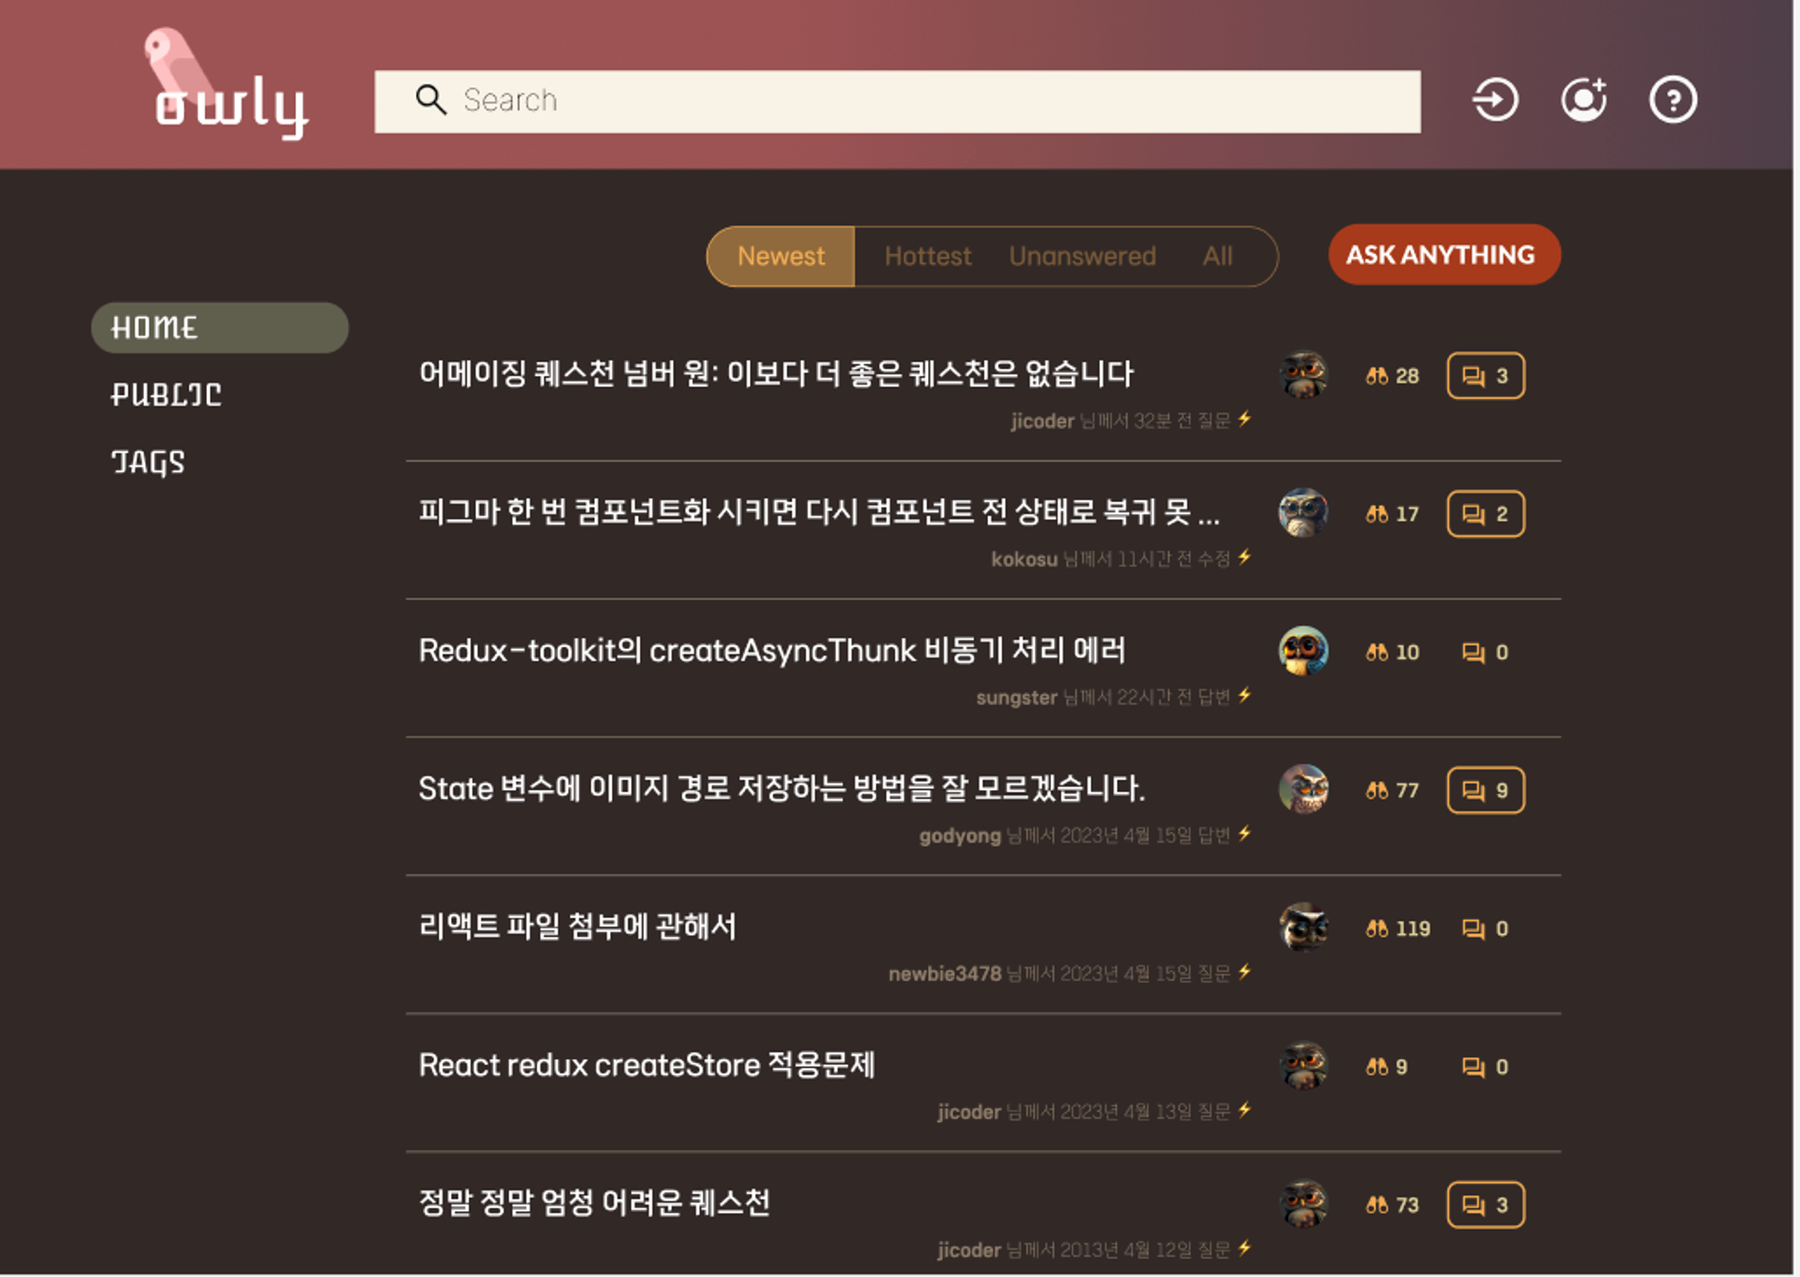 owly
Search
Newest Hottest Unanswered All
ASK ANYTHING
HOME
PUBLIC
TAGS
어메이징 퀘스천 넘버 원: 이보다 더 좋은 퀘스천은 없습니다
28 3
jicoder 님께서 32분 전 질문
피그마 한 번 컴포넌트화 시키면 다시 컴포넌트 전 상태로 복귀 못 ...
17 2
kokosu 님께서 11시간 전 수정
Redux-toolkit의 createAsyncThunk 비동기 처리 에러
10 0
sungster 님께서 22시간 전 답변
State 변수에 이미지 경로 저장하는 방법을 잘 모르겠습니다.
77 9
godyong 님께서 2023년 4월 15일 답변
리액트 파일 첨부에 관해서
119 0
newbie3478 님께서 2023년 4월 15일 질문
React redux createStore 적용문제
9 0
jicoder 님께서 2023년 4월 13일 질문
정말 정말 엄청 어려운 퀘스천
73 3
jicoder 님께서 2013년 4월 12일 질문